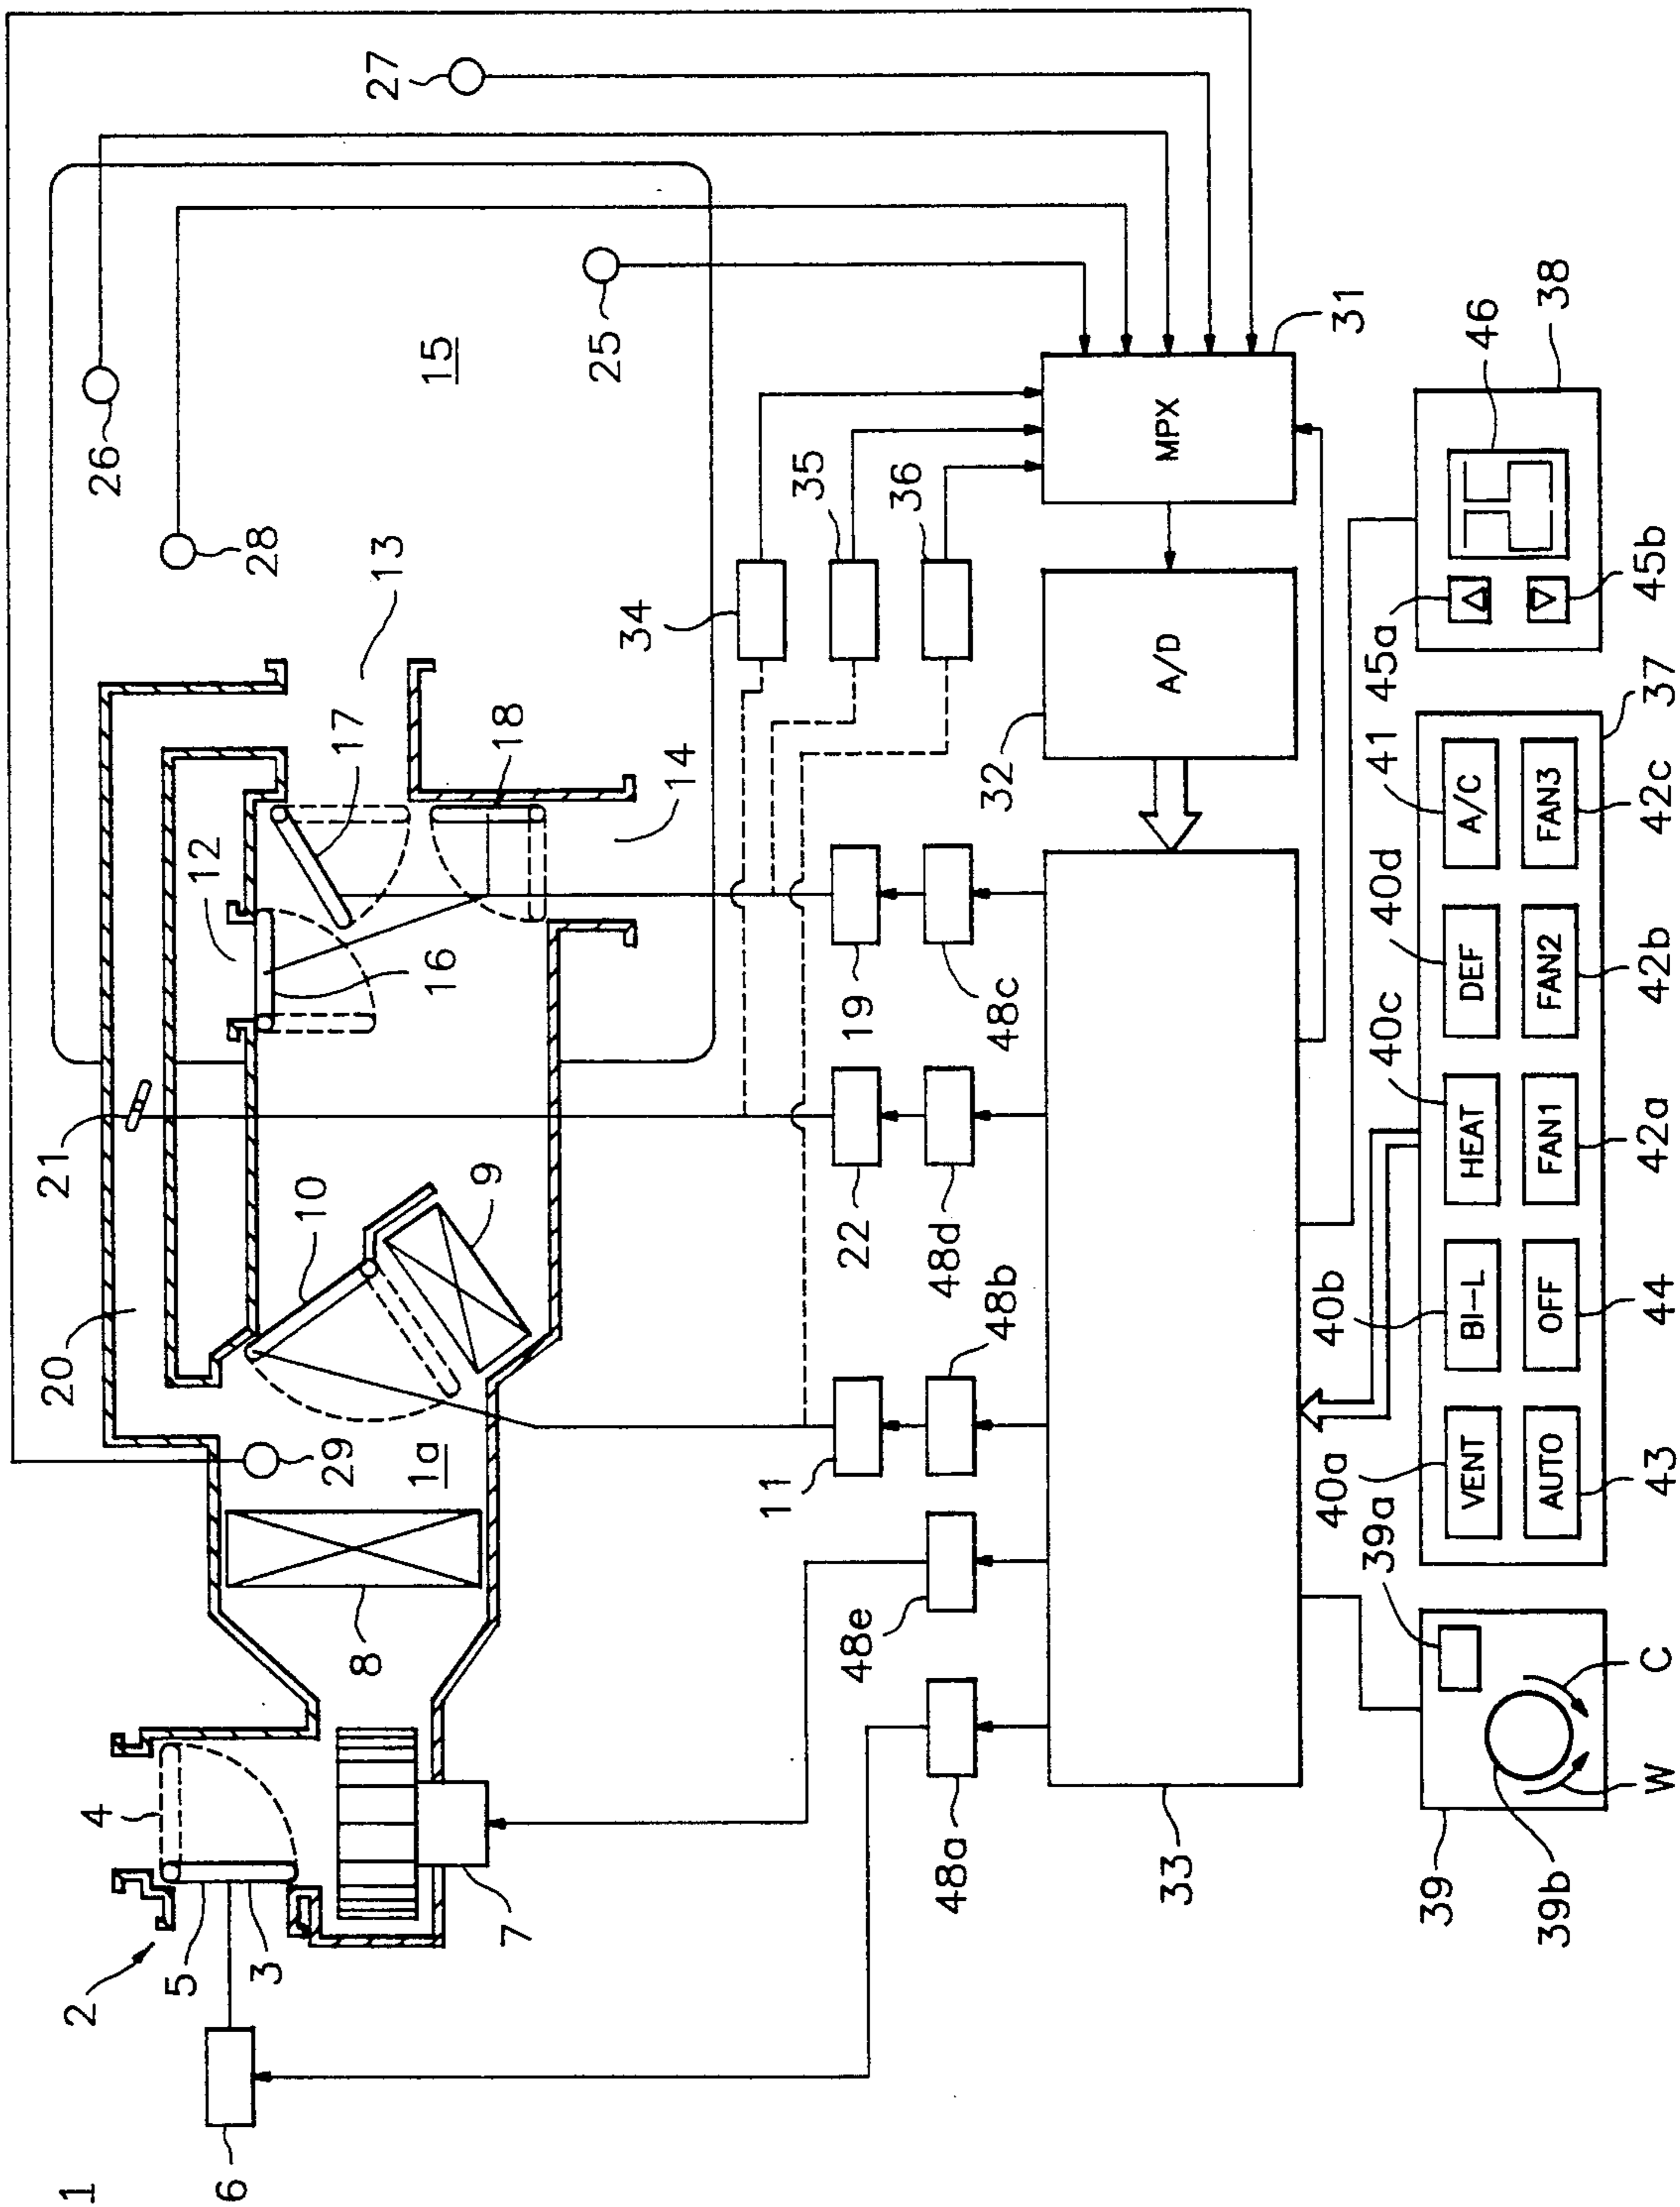 1
2
3
4
5
6
7
8
9
10
11
12
13
14
15
16
17
18
19
20
21
22
1a
25
26
27
28
29
31
MPX
32
A/D
33
34
35
36
48a
48e
48b
48d
48c
39
39a
39b
W
C
37
40a
40b
40c
40d
41
VENT
BI-L
HEAT
DEF
A/C
AUTO
OFF
FAN1
FAN2
FAN3
43
44
42a
42b
42c
38
45a
45b
46